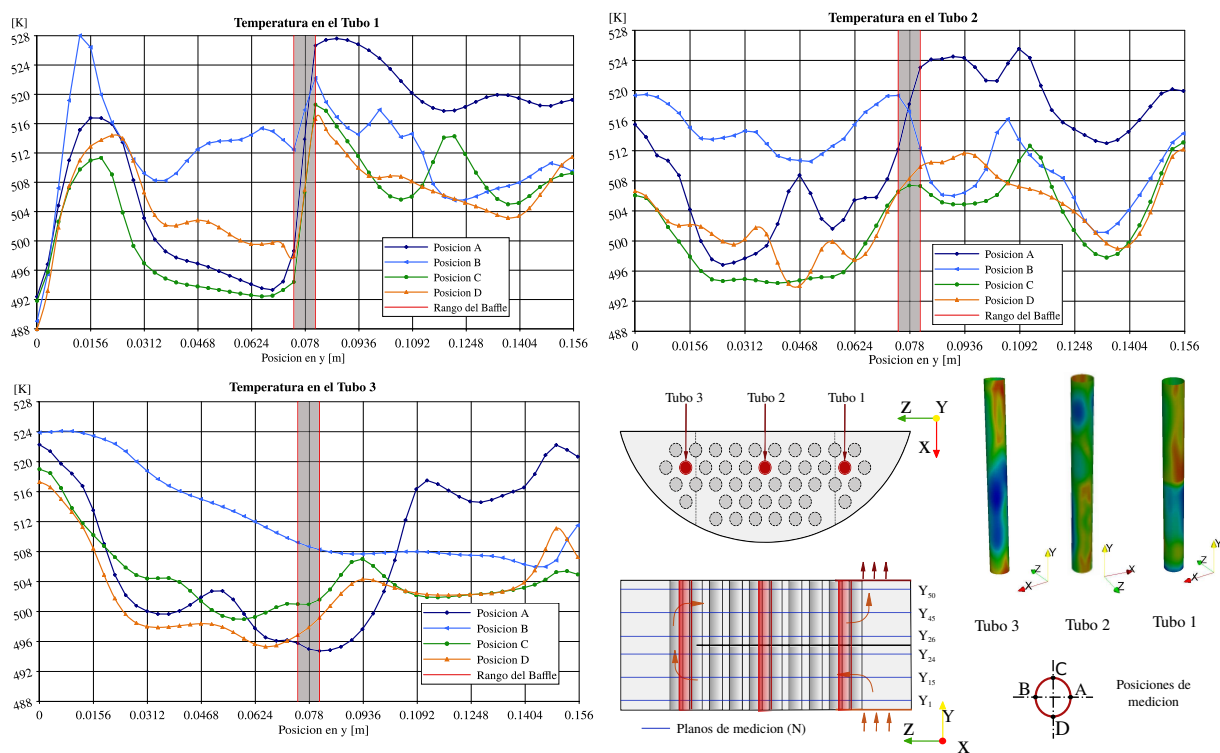 [K]
Temperatura en el Tubo 1
528
524
520
516
512
508
504
500
496
492
488
Posicion A
Posicion B
Posicion C
Posicion D
Rango del Baffle
0 0.0156 0.0312 0.0468 0.0624 0.078 0.0936 0.1092 0.1248 0.1404 0.156
Posicion en y [m]
[K]
Temperatura en el Tubo 2
528
524
520
516
512
508
504
500
496
492
488
Posicion A
Posicion B
Posicion C
Posicion D
Rango del Baffle
0 0.0156 0.0312 0.0468 0.0624 0.078 0.0936 0.1092 0.1248 0.1404 0.156
Posicion en y [m]
[K]
Temperatura en el Tubo 3
528
524
520
516
512
508
504
500
496
492
488
Posicion A
Posicion B
Posicion C
Posicion D
Rango del Baffle
0 0.0156 0.0312 0.0468 0.0624 0.078 0.0936 0.1092 0.1248 0.1404 0.156
Posicion en y [m]
Tubo 3 Tubo 2 Tubo 1
Z Y
X
Y50
Y45
Y26
Y24
Y15
Y1
Planos de medicion (N)
Y
Z X
Y
Z
X
Y
X
Z
Y
Z
X
Tubo 3 Tubo 2 Tubo 1
C
B A
D
Posiciones de
medicion